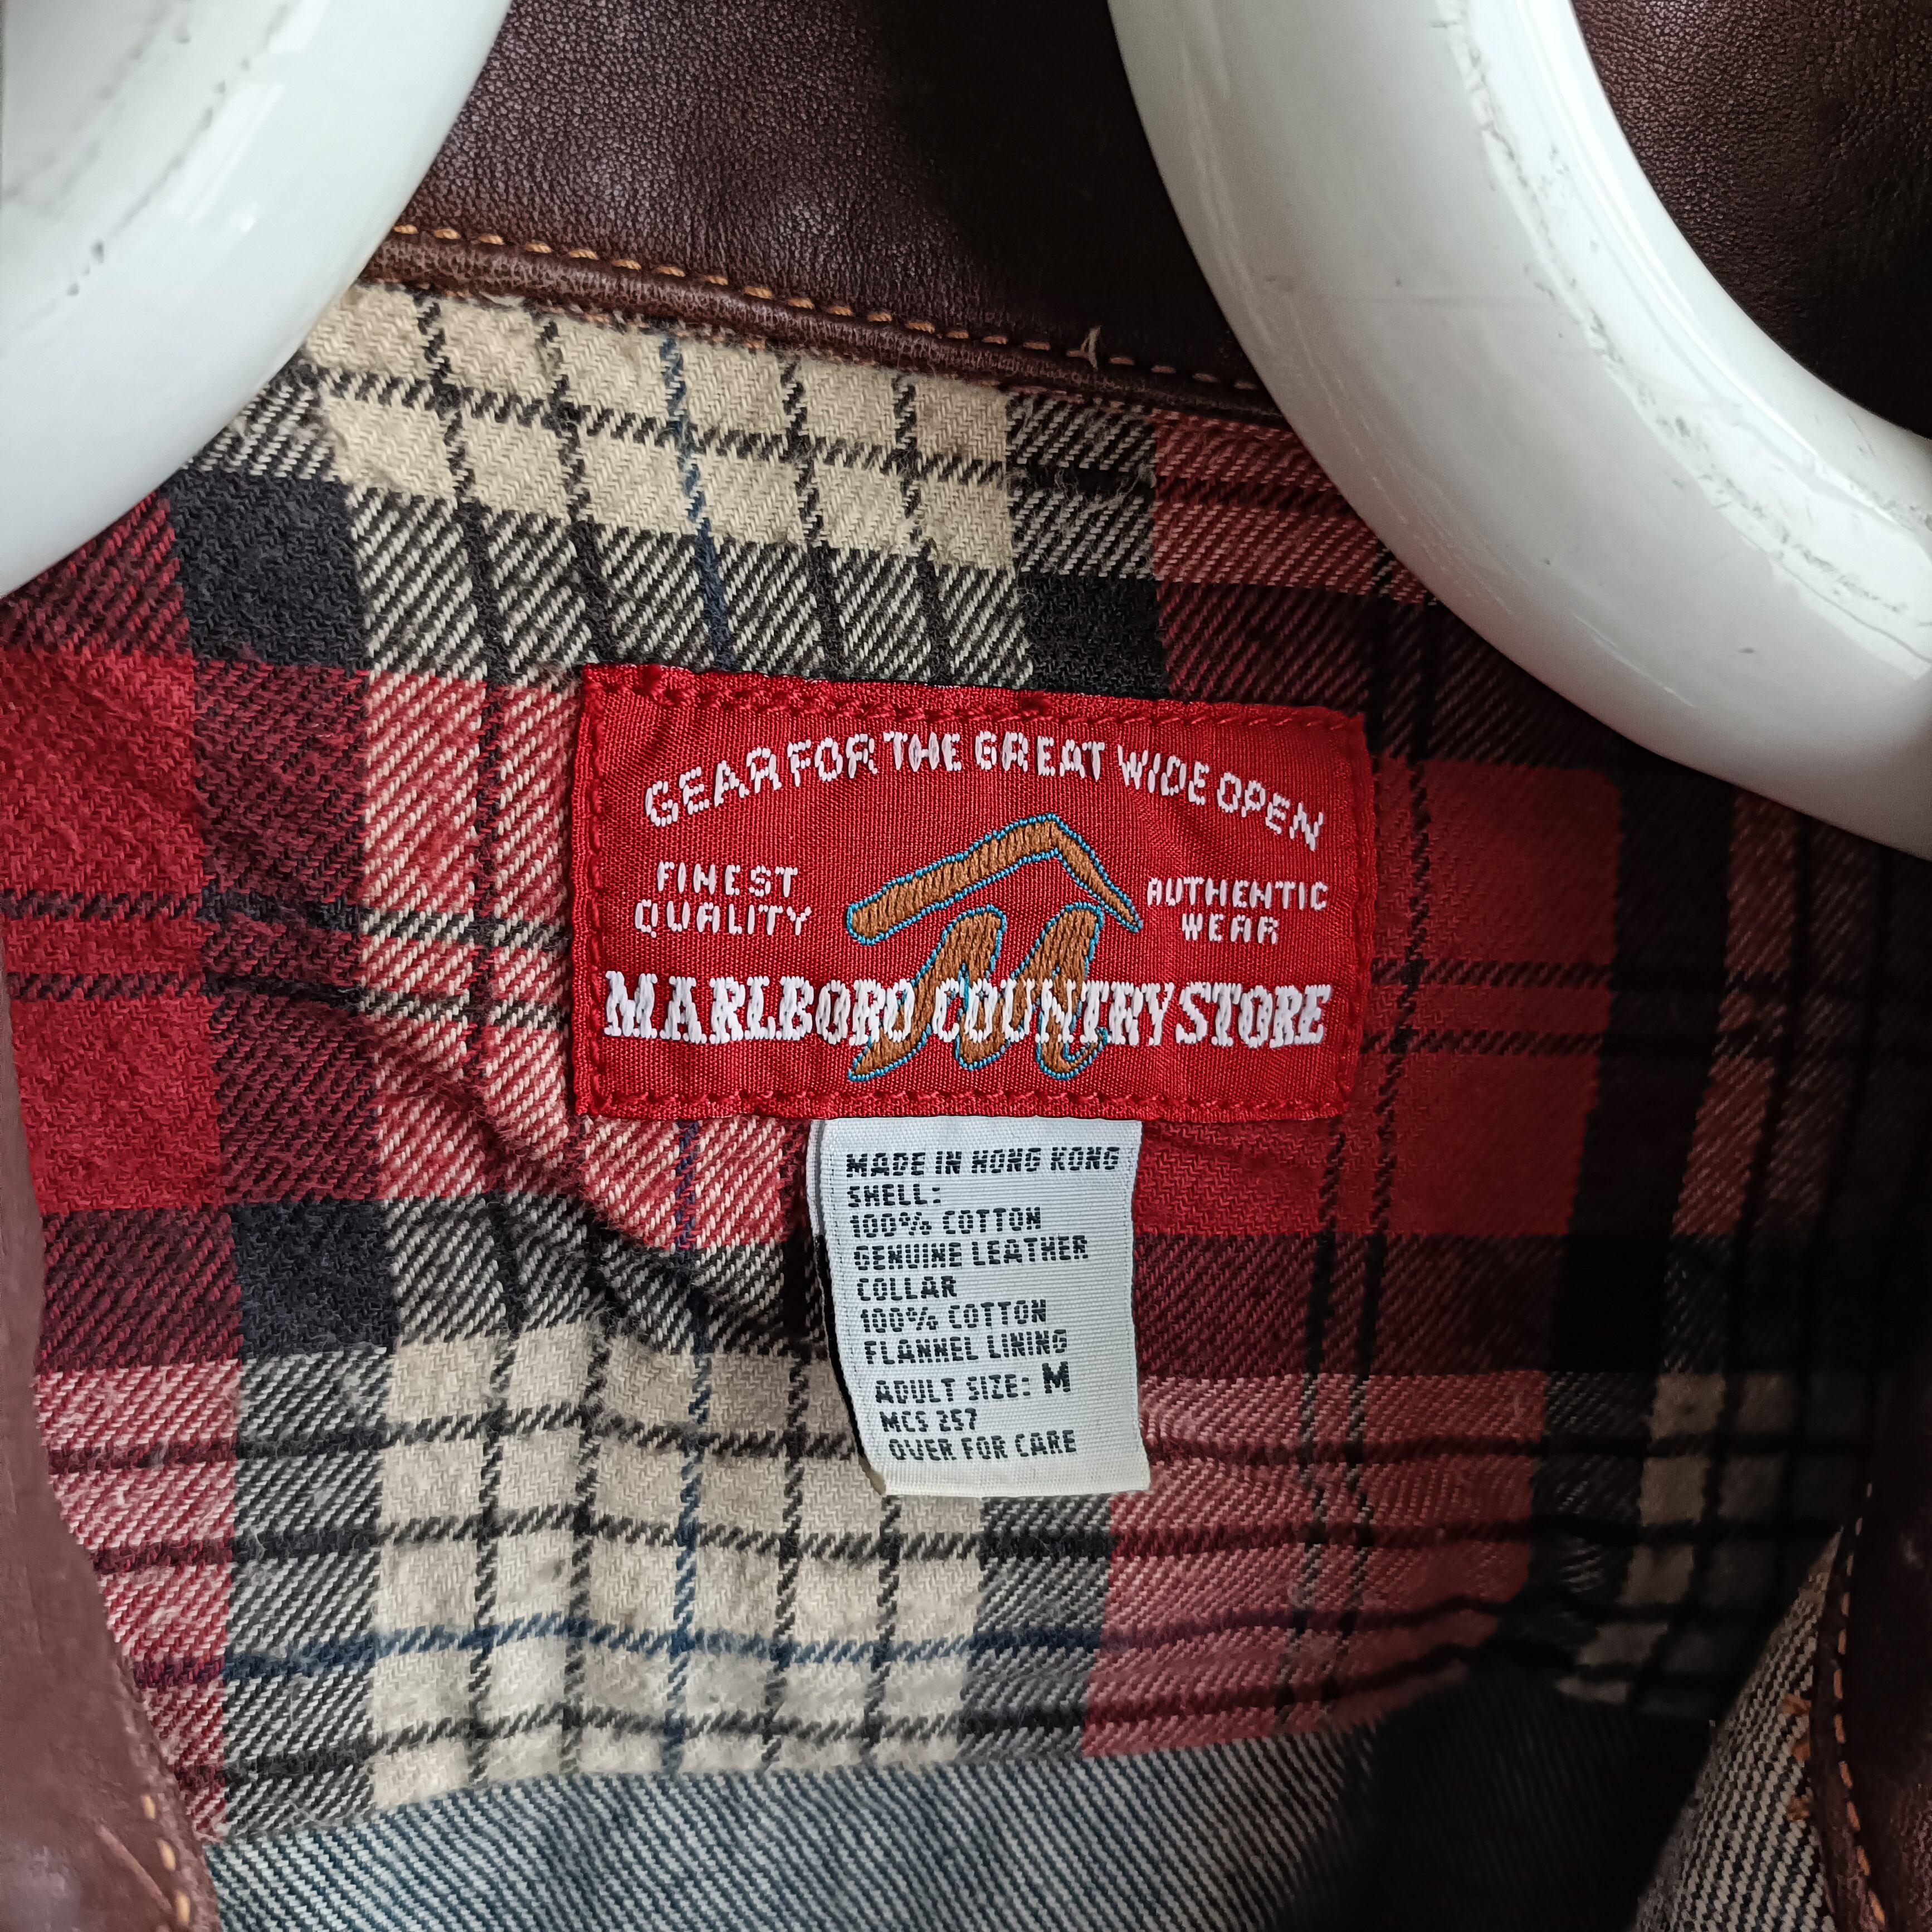 GEAR FOR THE GREAT WIDE OPEN
FINEST
QUALITY
AUTHENTIC
WEAR
M
MARLBORO COUNTRY STORE
MADE IN HONG KONG
SHELL:
100% COTTON
GENUINE LEATHER
COLLAR
100% COTTON
FLANNEL LINING
ADULT SIZE: M
MCS 257
OVER FOR CARE